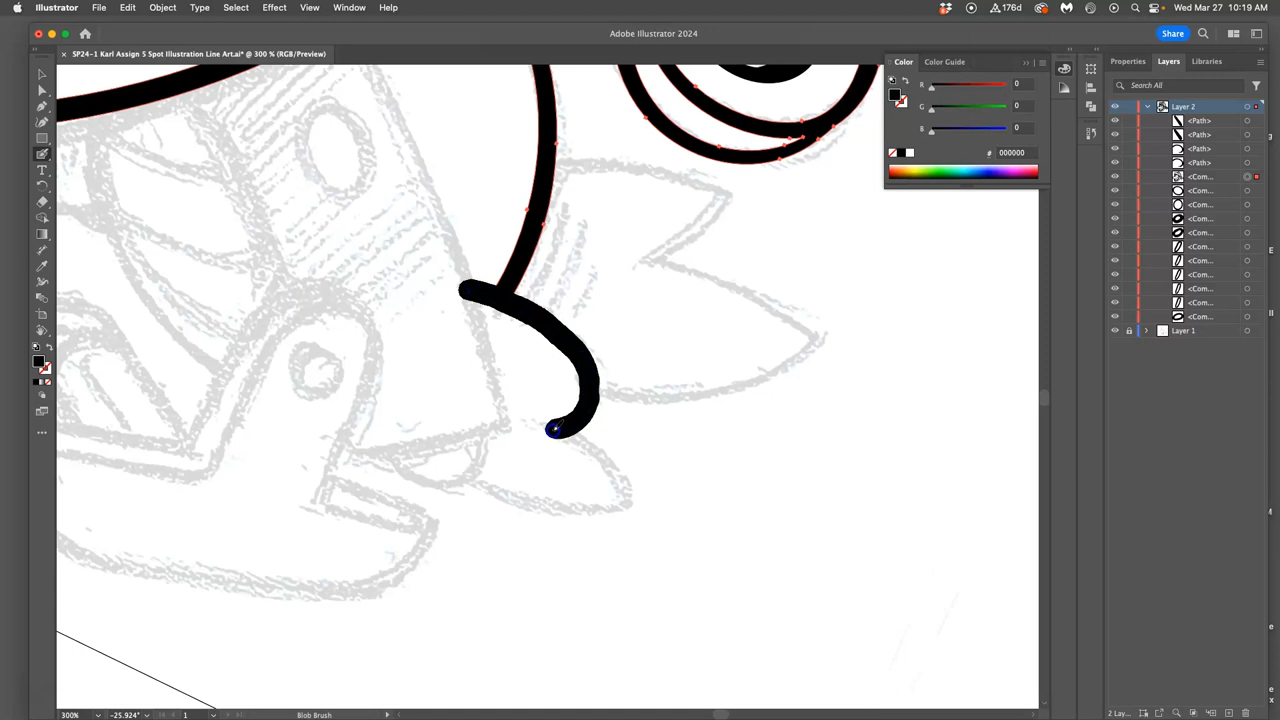 Illustrator File Edit Object Type Select Effect View Window Help
176d
Wed Mar 27 10:19 AM
Adobe Illustrator 2024
Share
× SP24-1 Karl Assign 5 Spot Illustration Line Art.ai* @ 300 % (RGB/Preview)
Color Color Guide
R 0
G 0
B 0
# 000000
Properties Layers Libraries
Search All
Layer 2
<Path>
<Path>
<Path>
<Path>
<Com...
<Com...
<Com...
<Com...
<Com...
<Com...
<Com...
<Com...
<Com...
<Com...
<Com...
Layer 1
300% -25.924° 1 Blob Brush
2 Lay...